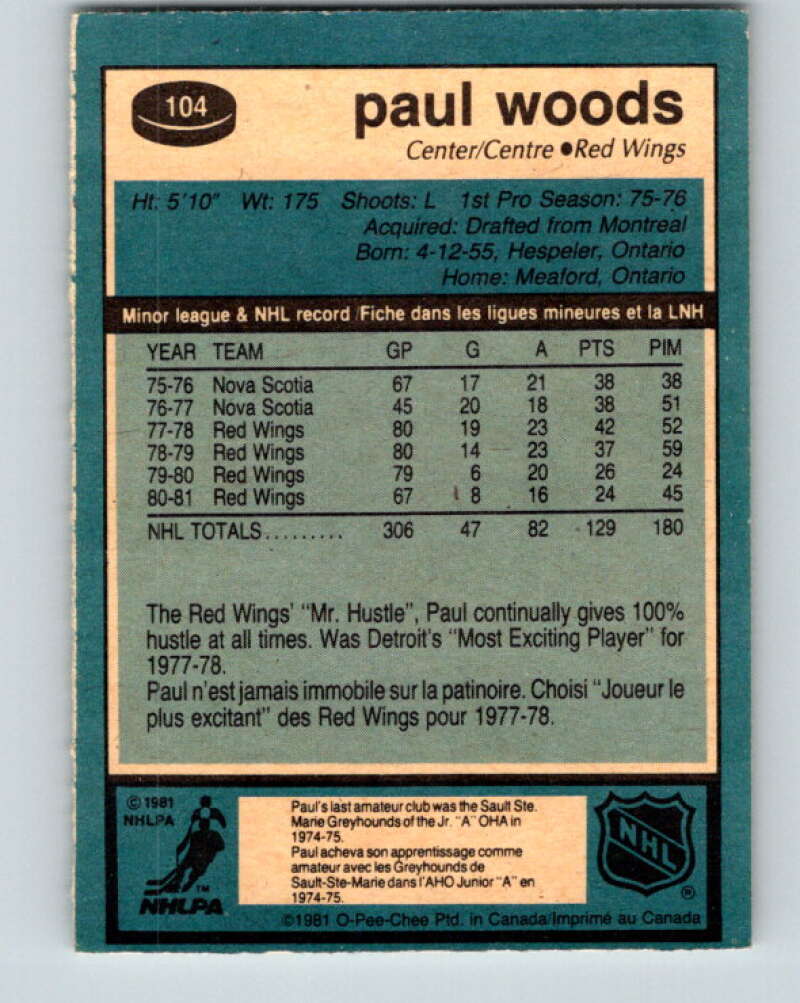 104
paul woods
Center/Centre ●Red Wings
Ht: 5'10" Wt: 175 Shoots: L 1st Pro Season: 75-76
Acquired: Drafted from Montreal
Born: 4-12-55, Hespeler, Ontario
Home: Meaford, Ontario
Minor league & NHL record/Fiche dans les ligues mineures et la LNH
YEAR TEAM GP G A PTS PIM
75-76 Nova Scotia 67 17 21 38 38
76-77 Nova Scotia 45 20 18 38 51
77-78 Red Wings 80 19 23 42 52
78-79 Red Wings 80 14 23 37 59
79-80 Red Wings 79 6 20 26 24
80-81 Red Wings 67 8 16 24 45
NHL TOTALS......... 306 47 82 129 180
The Red Wings' "Mr. Hustle", Paul continually gives 100%
hustle at all times. Was Detroit's "Most Exciting Player" for
1977-78.
Paul n'est jamais immobile sur la patinoire. Choisi "Joueur le
plus excitant" des Red Wings pour 1977-78.
©1981
NHLPA
TM
NHLPA
Paul's last amateur club was the Sault Ste.
Marie Greyhounds of the Jr. "A" OHA in
1974-75.
Paul acheva son apprentissage comme
amateur avec les Greyhounds de
Sault-Ste-Marie dans l'AHO Junior "A" en
1974-75.
NHL
®
©1981 O-Pee-Chee Ptd. in Canada/Imprimé au Canada